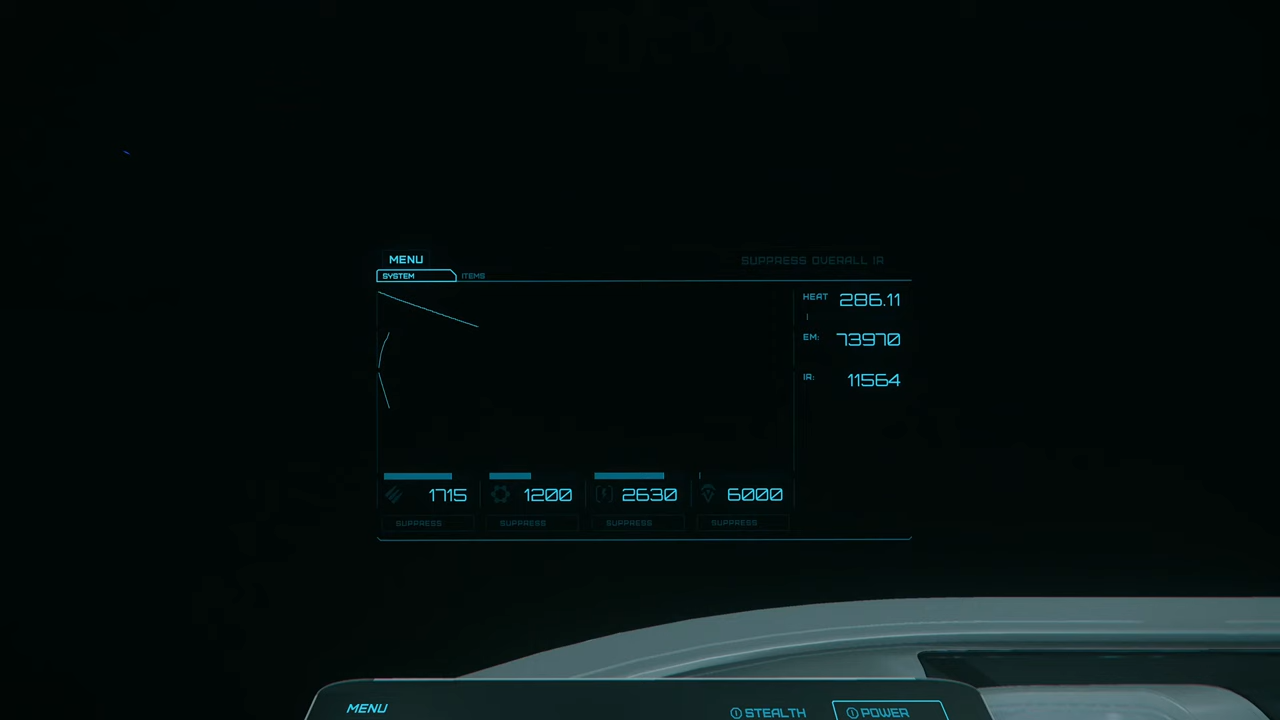 MENU
SUPPRESS OVERALL IR
SYSTEM ITEMS
HEAT 286.11
EM: 73970
IR: 11564
1715 1200 2630 6000
SUPPRESS SUPPRESS SUPPRESS SUPPRESS
MENU STEALTH POWER